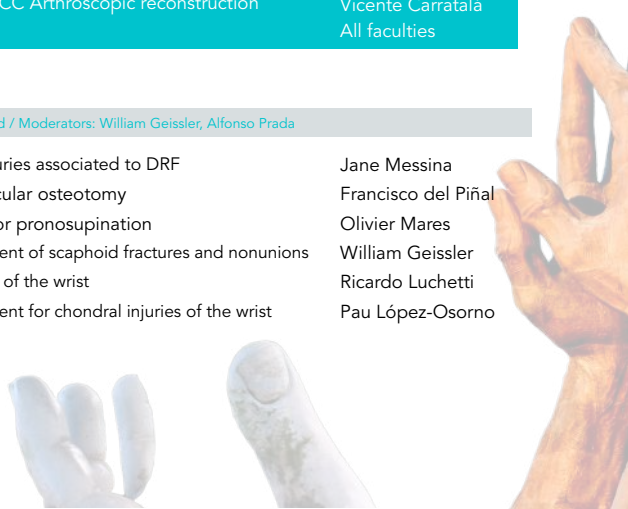 CC Arthroscopic reconstruction Vicente Carratalá
All faculties
d / Moderators: William Geissler, Alfonso Prada
uries associated to DRF Jane Messina
cular osteotomy Francisco del Piñal
or pronosupination Olivier Mares
ent of scaphoid fractures and nonunions William Geissler
of the wrist Ricardo Luchetti
ent for chondral injuries of the wrist Pau López-Osorno